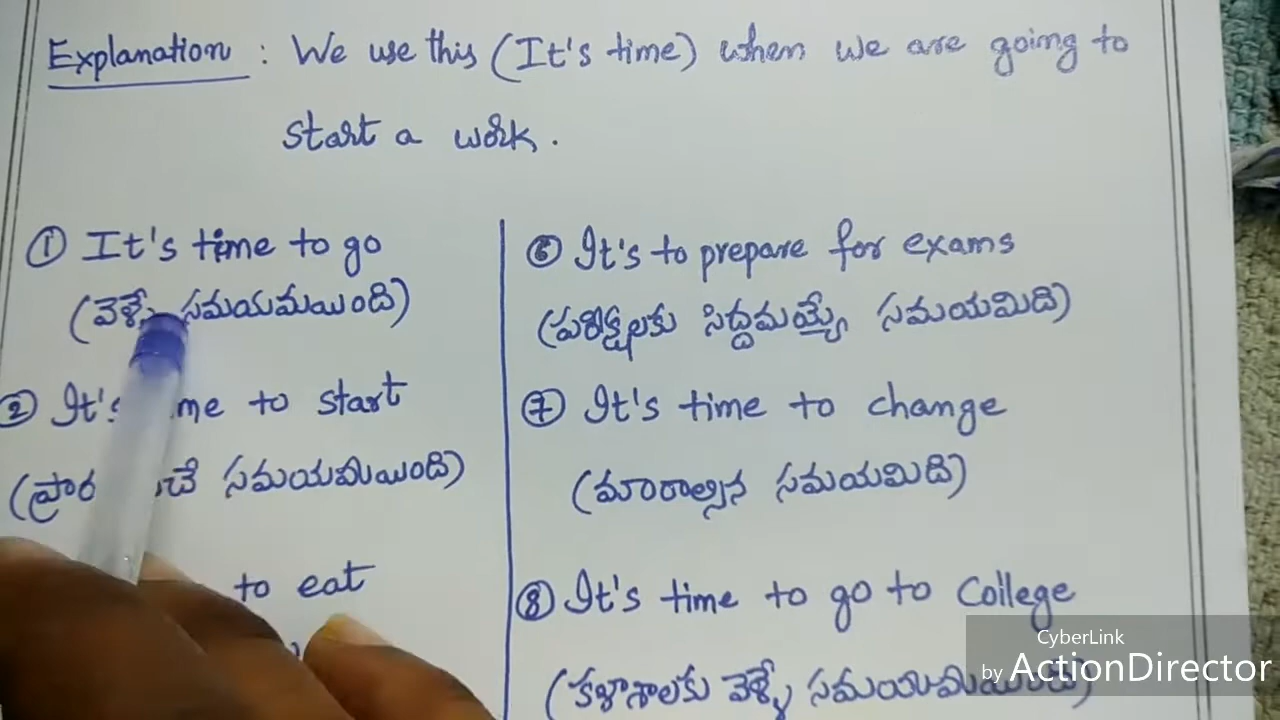 Explanation : We use this (It's time) when we are going to
start a work.
① It's time to go
(వెళ్ళే సమయమయింది)
② It's to start
సమయమయింది)
to eat
⑥ It's to prepare for exams
(పరీక్షలకు సిద్ధమయ్యే సమయమిది)
⑦ It's time to change
(మారాల్సిన సమయమిది)
⑧ It's time to go to College
(కళాశాలకు వెళ్ళే
CyberLink
by ActionDirector